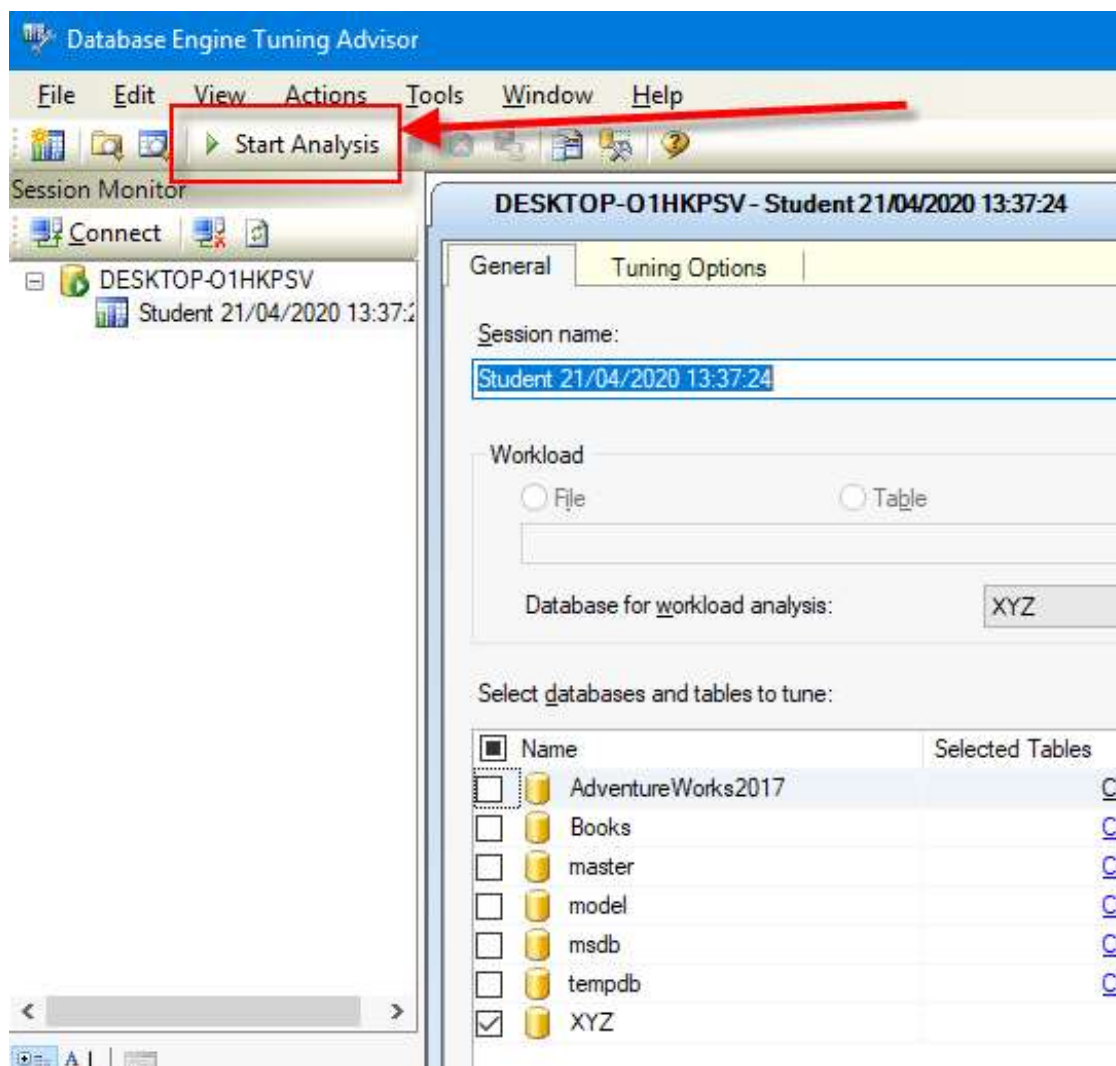 Database Engine Tuning Advisor
File Edit View Actions Tools Window Help
Start Analysis
Session Monitor
Connect
DESKTOP-O1HKPSV
Student 21/04/2020 13:37:2
DESKTOP-O1HKPSV - Student 21/04/2020 13:37:24
General Tuning Options
Session name:
Student 21/04/2020 13:37:24
Workload
File Table
Database for workload analysis: XYZ
Select databases and tables to tune:
Name Selected Tables
AdventureWorks2017
Books
master
model
msdb
tempdb
XYZ